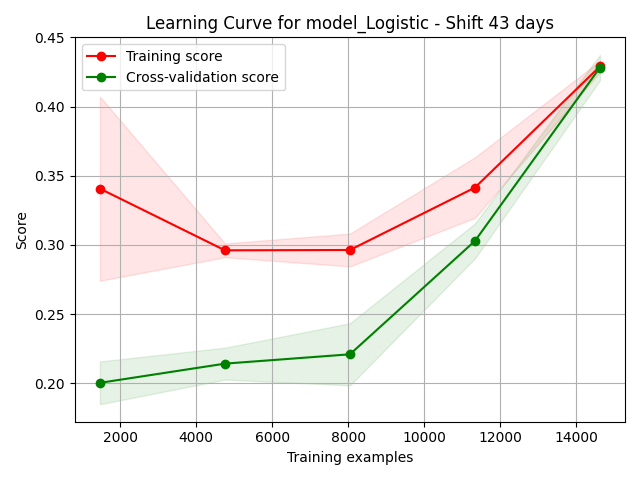 Learning Curve for model_Logistic - Shift 43 days
Training score
Cross-validation score
0.45
0.40
0.35
0.30
0.25
0.20
Score
2000 4000 6000 8000 10000 12000 14000
Training examples